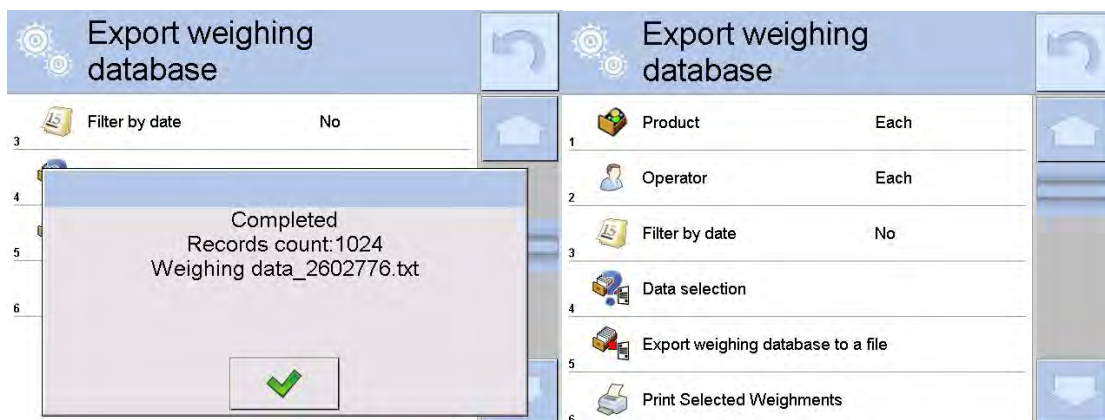 Export weighing
database
3 Filter by date No
4
5
6
Completed
Records count:1024
Weighing data_2602776.txt
Export weighing
database
1 Product Each
2 Operator Each
3 15 Filter by date No
4 Data selection
5 Export weighing database to a file
6 Print Selected Weighments